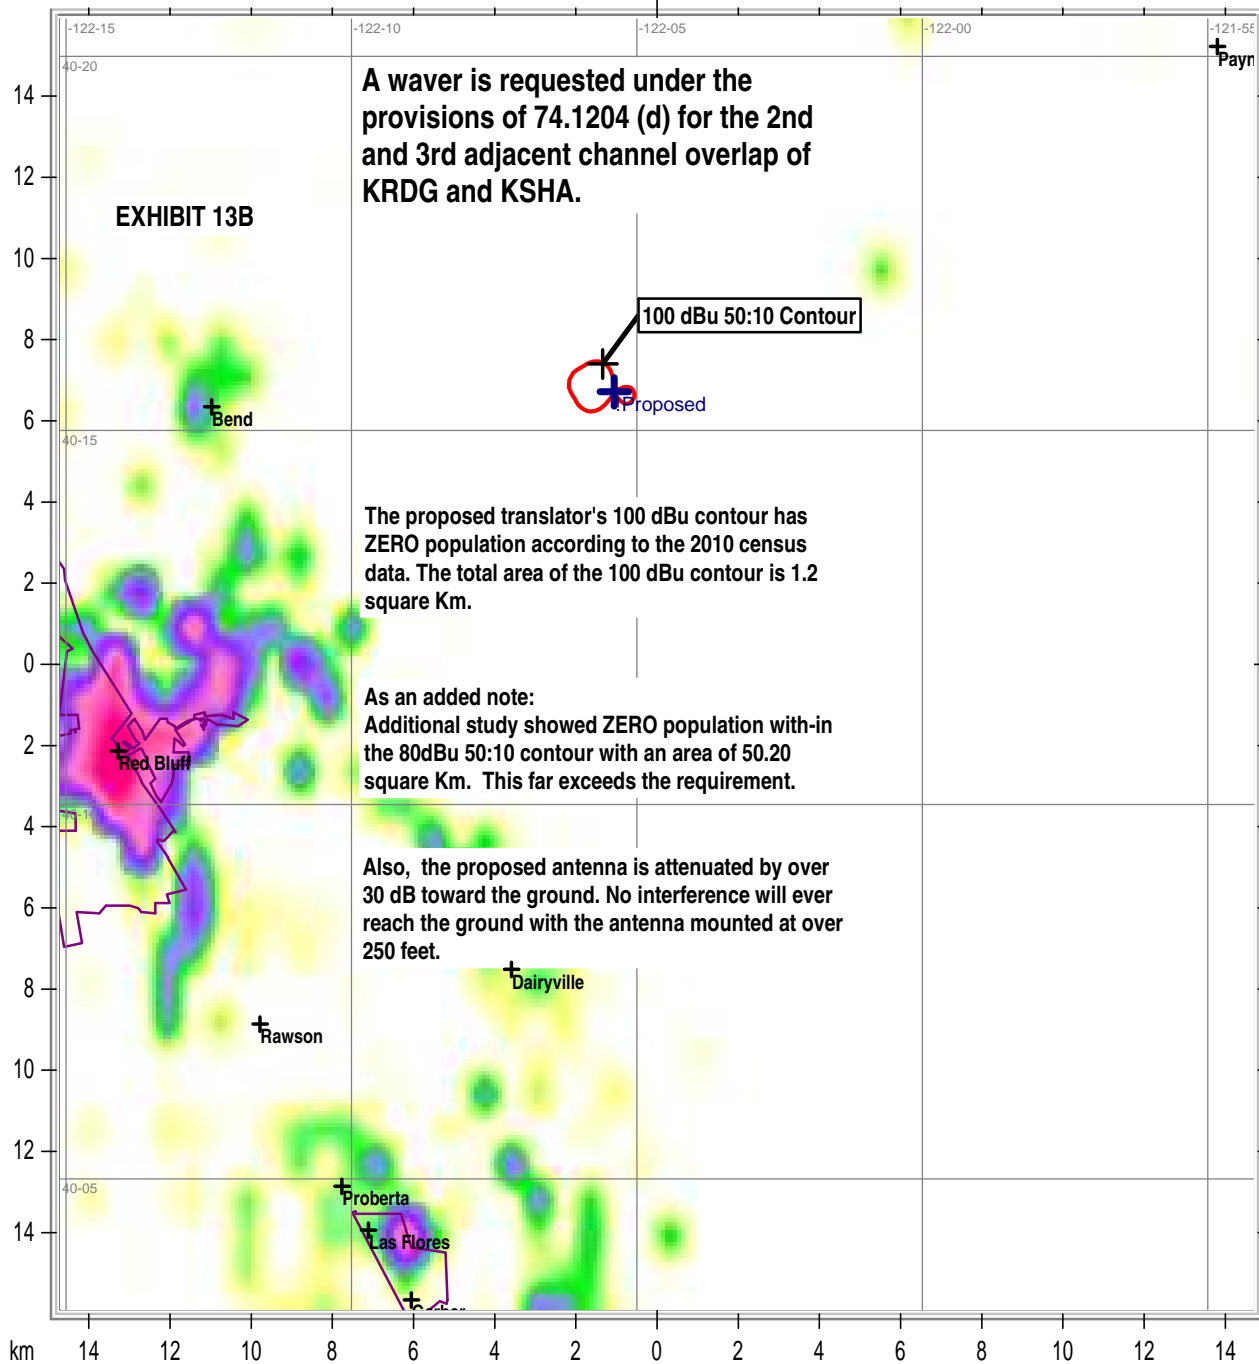 -122-15
-122-10
-122-05
-122-00
40-20
Payn
14
A waver is requested under the
provisions of 74.1204 (d) for the 2nd
and 3rd adjacent channel overlap of
KRDG and KSHA.
12
EXHIBIT 13B
10
8
100 dBu 50:10 Contour
Proposed
6
Bend
40-15
4
The proposed translator's 100 dBu contour has
ZERO population according to the 2010 census
data. The total area of the 100 dBu contour is 1.2
square Km.
2
0
As an added note:
Additional study showed ZERO population with-in
the 80dBu 50:10 contour with an area of 50.20
square Km.  This far exceeds the requirement.
2
Red Bluff
40-10
4
Also,  the proposed antenna is attenuated by over
30 dB toward the ground. No interference will ever
reach the ground with the antenna mounted at over
250 feet.
6
8
Dairyville
Rawson
10
12
40-05
Proberta
14
Las Flores
km 14 12 10 8 6 4 2 0 2 4 6 8 10 12 14